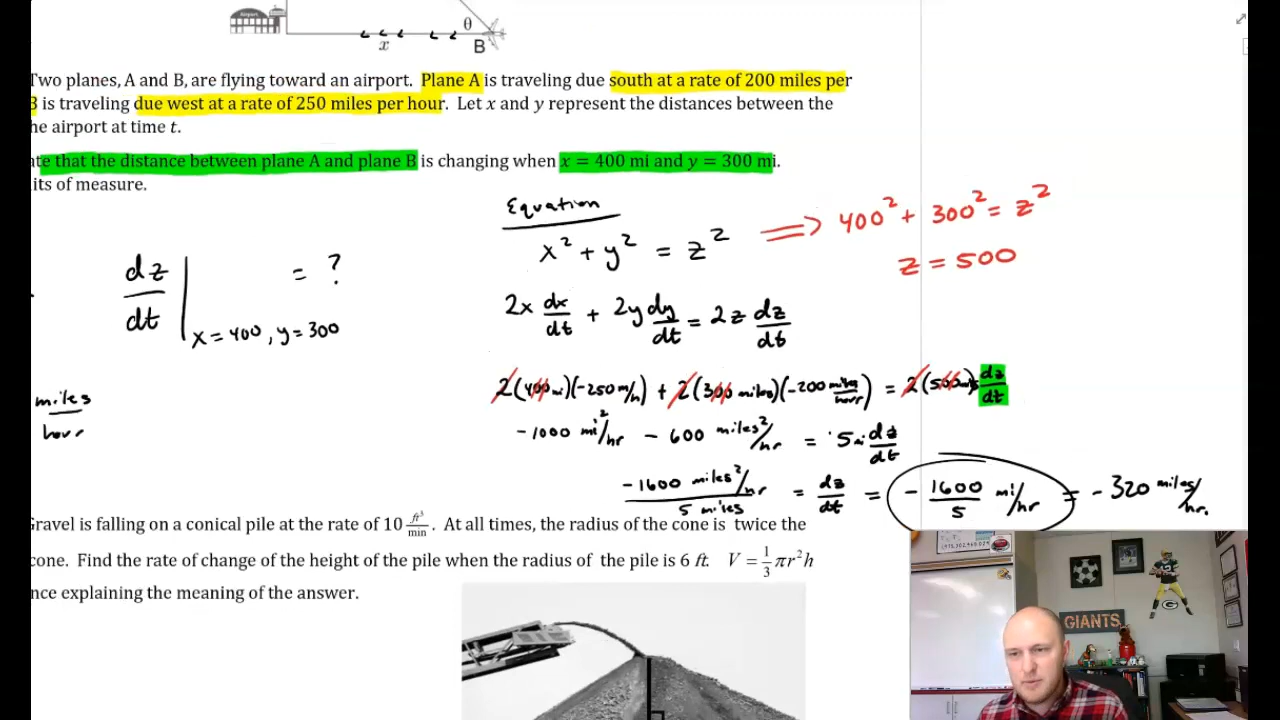 Airport
θ
x
B
Two planes, A and B, are flying toward an airport. Plane A is traveling due south at a rate of 200 miles per
B is traveling due west at a rate of 250 miles per hour. Let x and y represent the distances between the
he airport at time t.
ate that the distance between plane A and plane B is changing when x = 400 mi and y = 300 mi.
its of measure.
Equation
x² + y² = z² ⟹ 400² + 300² = z²
z = 500
dz/dt | x = 400, y = 300 = ?
2x dx/dt + 2y dy/dt = 2z dz/dt
2(400 mi)(-250 m/h) + 2(300 miles)(-200 miles/hour) = 2(500 miles) dz/dt
miles/hour
-1000 mi²/hr - 600 miles²/hr = 5 mi dz/dt
-1600 miles²/hr / 5 miles = dz/dt = -1600/5 mi/hr = -320 miles/hr.
Gravel is falling on a conical pile at the rate of 10 ft³/min. At all times, the radius of the cone is twice the
cone. Find the rate of change of the height of the pile when the radius of the pile is 6 ft. V = 1/3 πr²h
nce explaining the meaning of the answer.
GIANTS
12
G